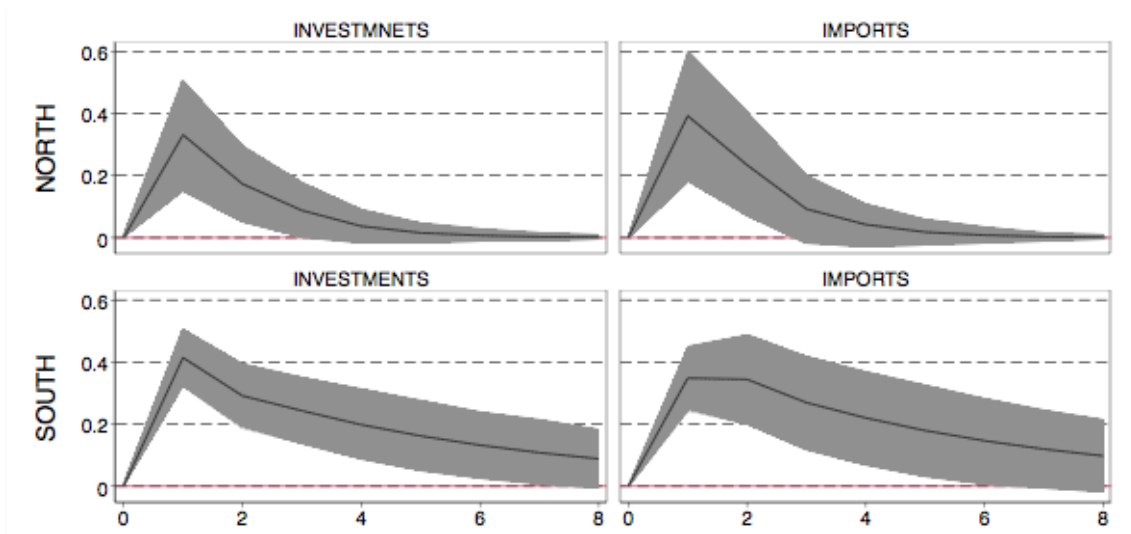 INVESTMNETS IMPORTS
NORTH
0.6
0.4
0.2
0
INVESTMENTS IMPORTS
SOUTH
0.6
0.4
0.2
0
0 2 4 6 8 0 2 4 6 8